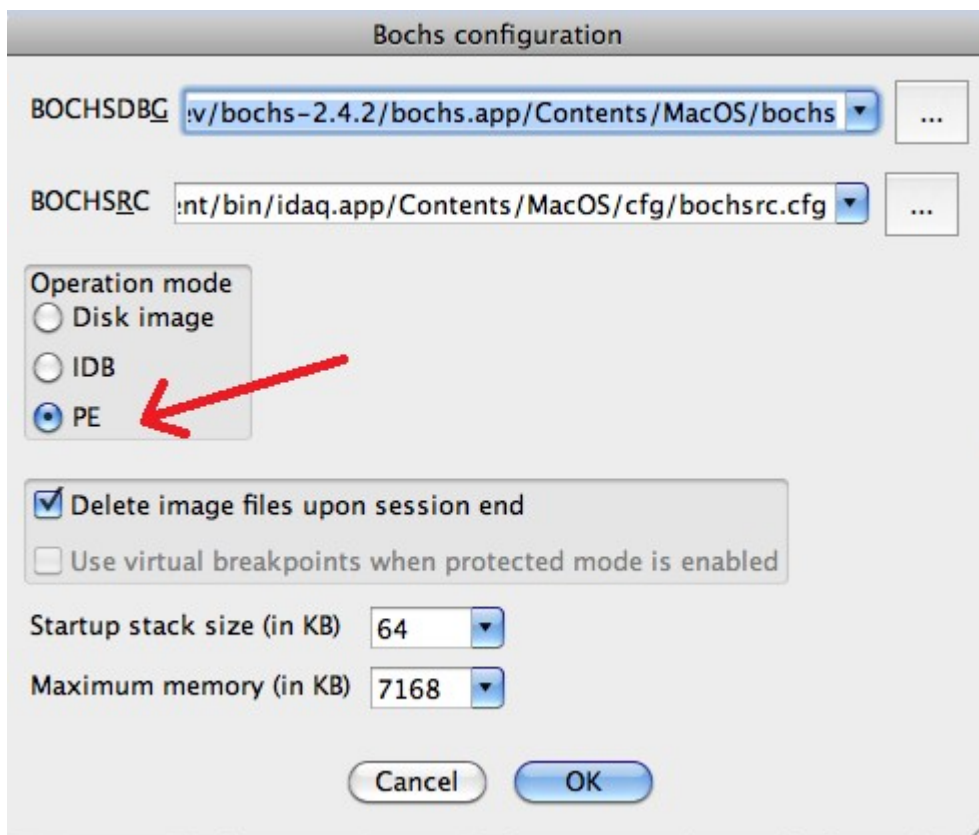 Bochs configuration
BOCHSDBG ev/bochs-2.4.2/bochs.app/Contents/MacOS/bochs ...
BOCHSRC ent/bin/idaq.app/Contents/MacOS/cfg/bochsrc.cfg ...
Operation mode
Disk image
IDB
PE
Delete image files upon session end
Use virtual breakpoints when protected mode is enabled
Startup stack size (in KB) 64
Maximum memory (in KB) 7168
Cancel OK